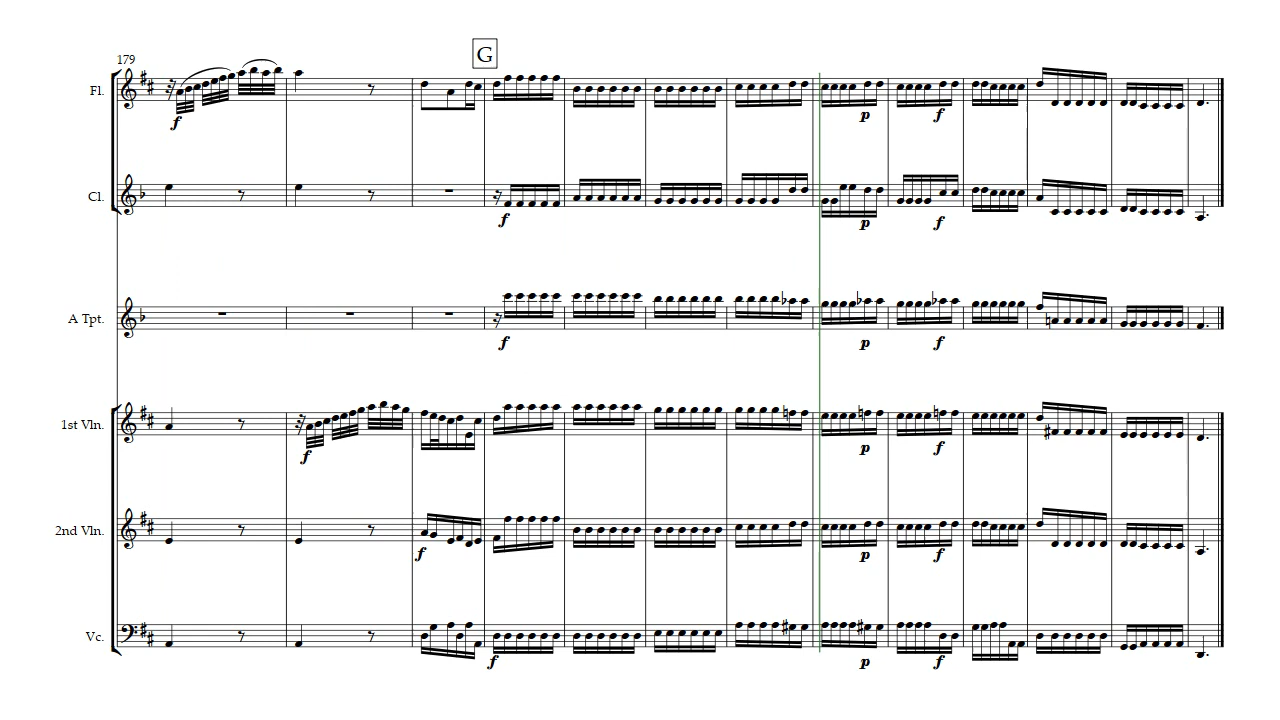 G
179
Fl.
f p f
Cl.
f p f
A Tpt.
f p f
1st Vln.
f p f
2nd Vln.
f p f
Vc.
f p f